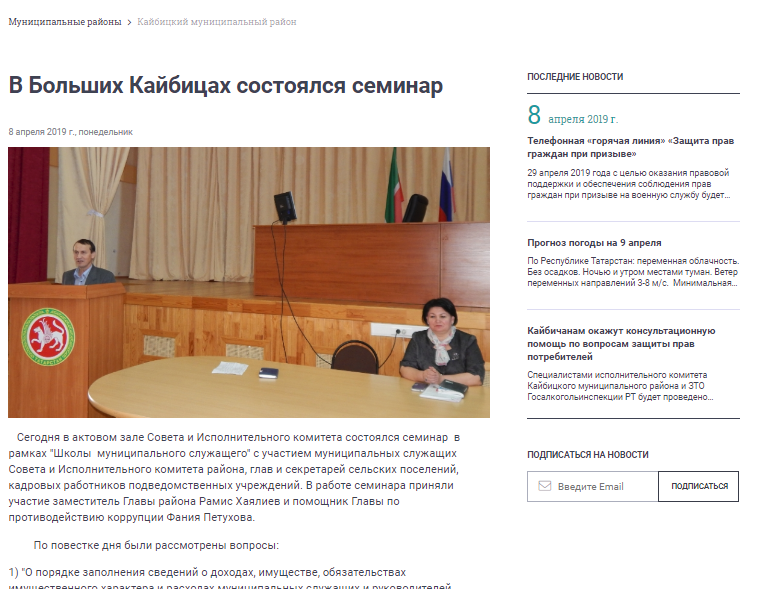 Муниципальные районы > Кайбицкий муниципальный район
В Больших Кайбицах состоялся семинар
8 апреля 2019 г., понедельник
Сегодня в актовом зале Совета и Исполнительного комитета состоялся семинар в
рамках "Школы муниципального служащего" с участием муниципальных служащих
Совета и Исполнительного комитета района, глав и секретарей сельских поселений,
кадровых работников подведомственных учреждений. В работе семинара приняли
участие заместитель Главы района Рамис Хаялиев и помощник Главы по
противодействию коррупции Фания Петухова.
По повестке дня были рассмотрены вопросы:
1) "О порядке заполнения сведений о доходах, имуществе, обязательствах
имущественного характера и расходах муниципальных служащих и руководителей
ПОСЛЕДНИЕ НОВОСТИ
8 апреля 2019 г.
Телефонная «горячая линия» «Защита прав
граждан при призыве»
29 апреля 2019 года с целью оказания правовой
поддержки и обеспечения соблюдения прав
граждан при призыве на военную службу будет...
Прогноз погоды на 9 апреля
По Республике Татарстан: переменная облачность.
Без осадков. Ночью и утром местами туман. Ветер
переменных направлений 3-8 м/с. Минимальная...
Кайбичанам окажут консультационную
помощь по вопросам защиты прав
потребителей
Специалистами исполнительного комитета
Кайбицкого муниципального района и ЗТО
Госалкогольинспекции РТ будет проведено...
ПОДПИСАТЬСЯ НА НОВОСТИ
Введите Email
ПОДПИСАТЬСЯ